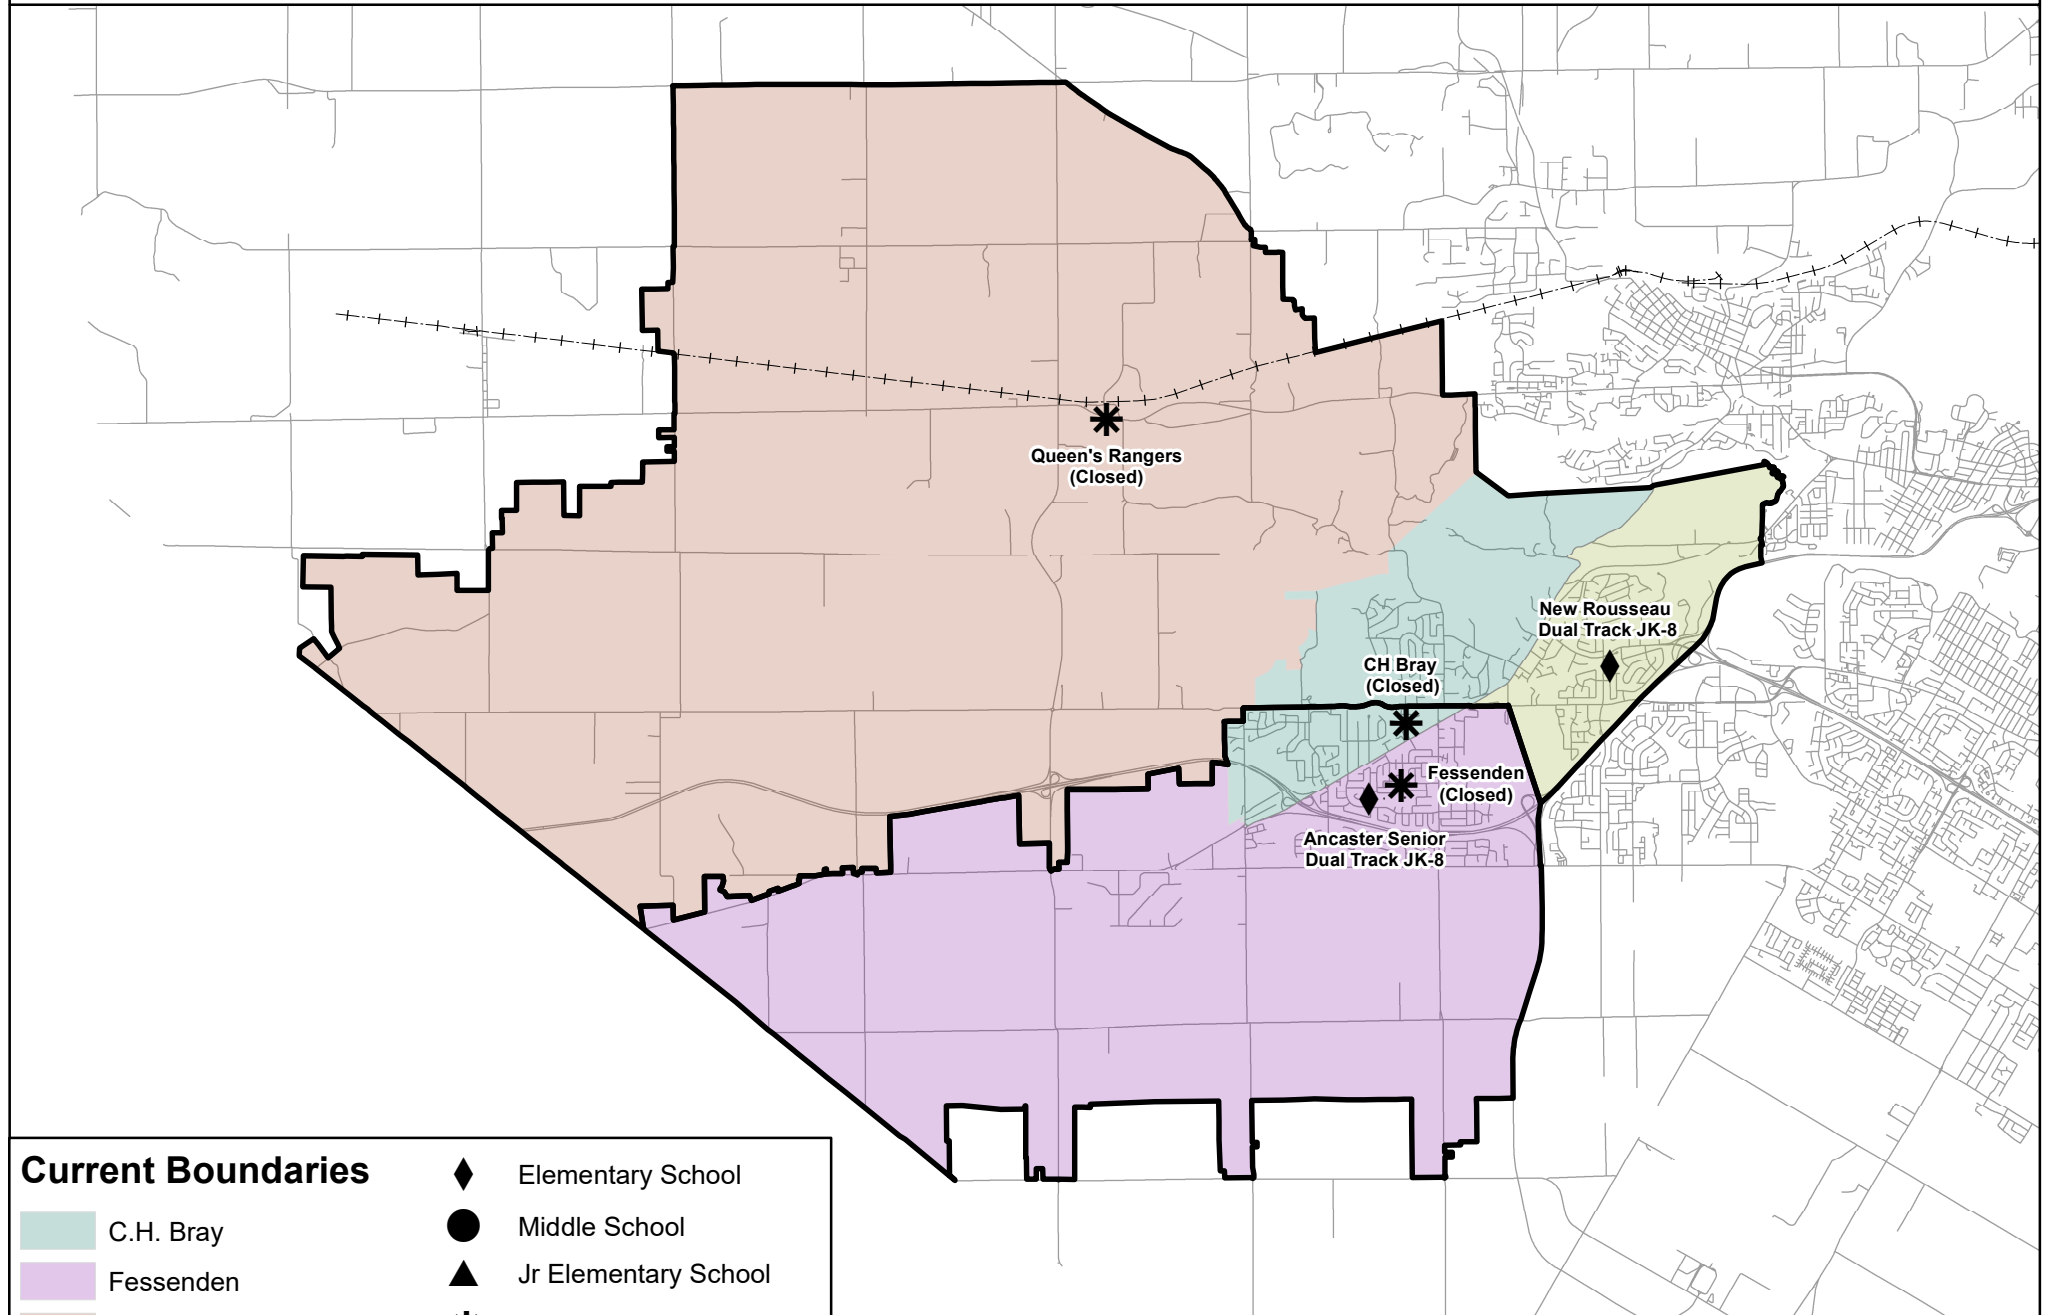 Queen's Rangers
(Closed)
New Rousseau
Dual Track JK-8
CH Bray
(Closed)
Fessenden
(Closed)
Ancaster Senior
Dual Track JK-8
Current Boundaries
C.H. Bray
Fessenden
Elementary School
Middle School
Jr Elementary School